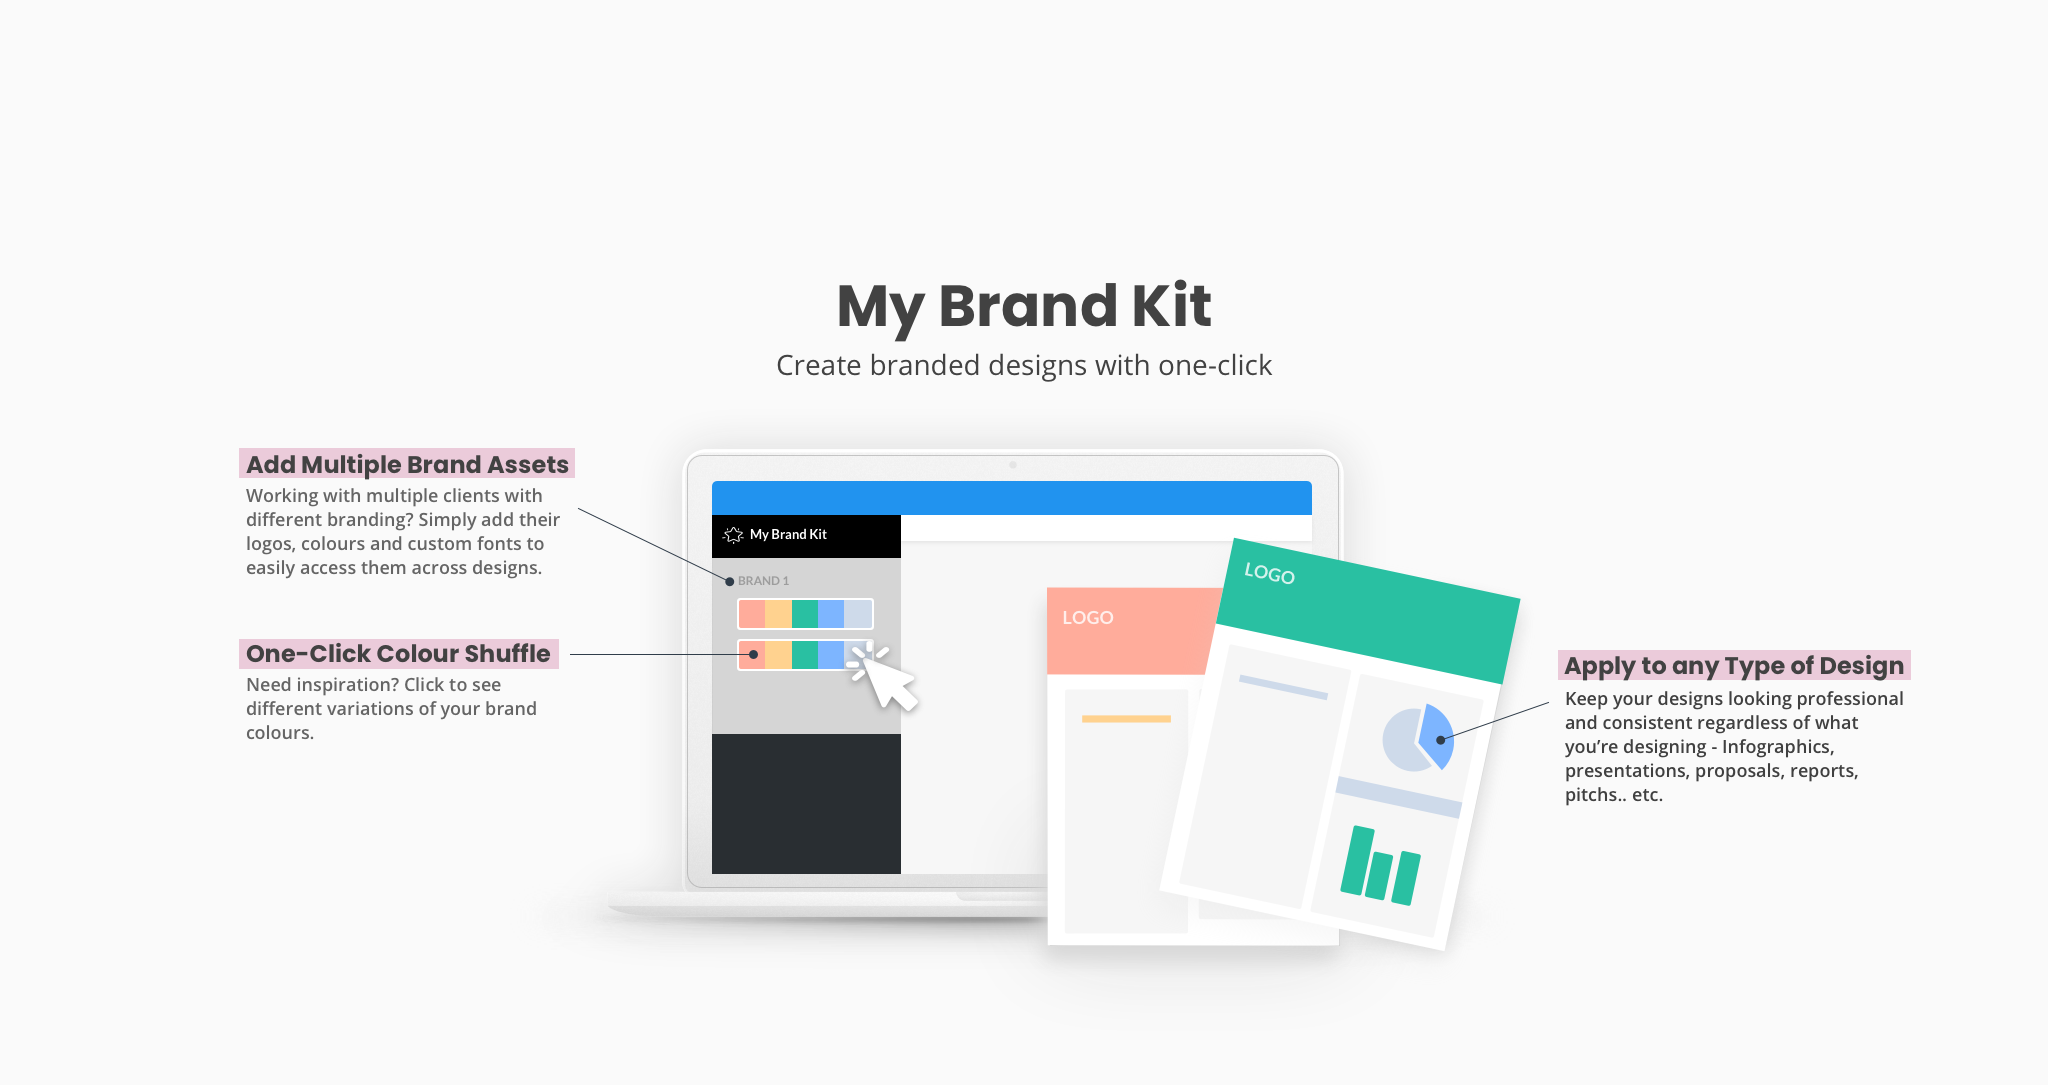 My Brand Kit
Create branded designs with one-click
Add Multiple Brand Assets
Working with multiple clients with
different branding? Simply add their
logos, colours and custom fonts to
easily access them across designs.
One-Click Colour Shuffle
Need inspiration? Click to see
different variations of your brand
colours.
My Brand Kit
BRAND 1
LOGO
LOGO
Apply to any Type of Design
Keep your designs looking professional
and consistent regardless of what
you’re designing - Infographics,
presentations, proposals, reports,
pitchs.. etc.